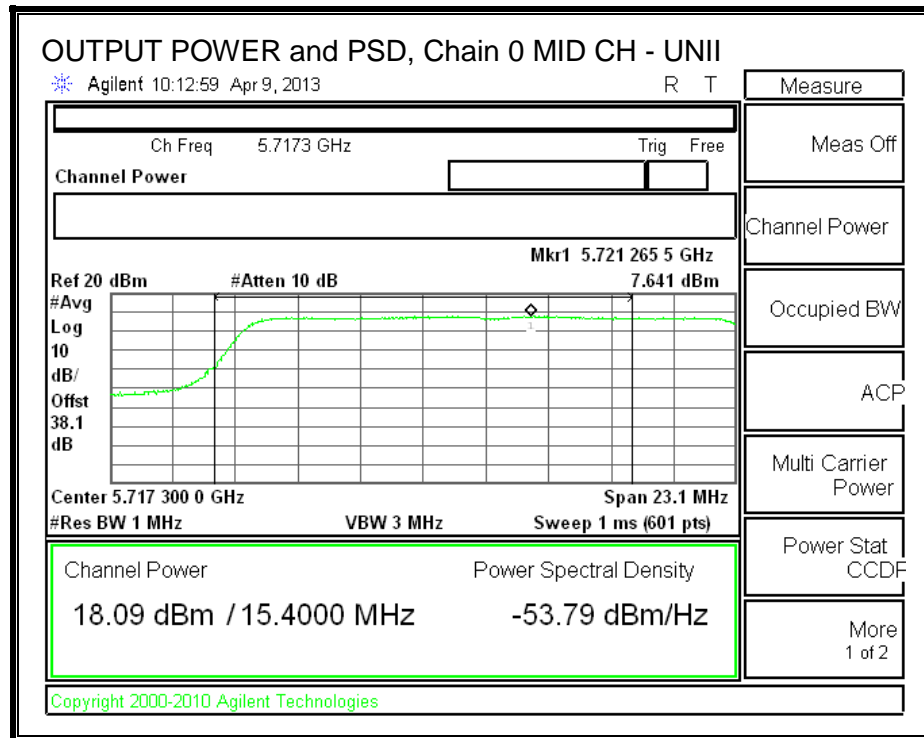 OUTPUT POWER and PSD, Chain 0 MID CH - UNII
Agilent 10:12:59 Apr 9, 2013 R T
Ch Freq 5.7173 GHz Trig Free
Channel Power
Mkr1 5.721 265 5 GHz
Ref 20 dBm #Atten 10 dB 7.641 dBm
#Avg
Log
10
dB/
Offst
38.1
dB
1
Center 5.717 300 0 GHz Span 23.1 MHz
#Res BW 1 MHz VBW 3 MHz Sweep 1 ms (601 pts)
Channel Power Power Spectral Density
18.09 dBm / 15.4000 MHz -53.79 dBm/Hz
Copyright 2000-2010 Agilent Technologies
Measure
Meas Off
Channel Power
Occupied BW
ACP
Multi Carrier
Power
Power Stat
CCDF
More
1 of 2